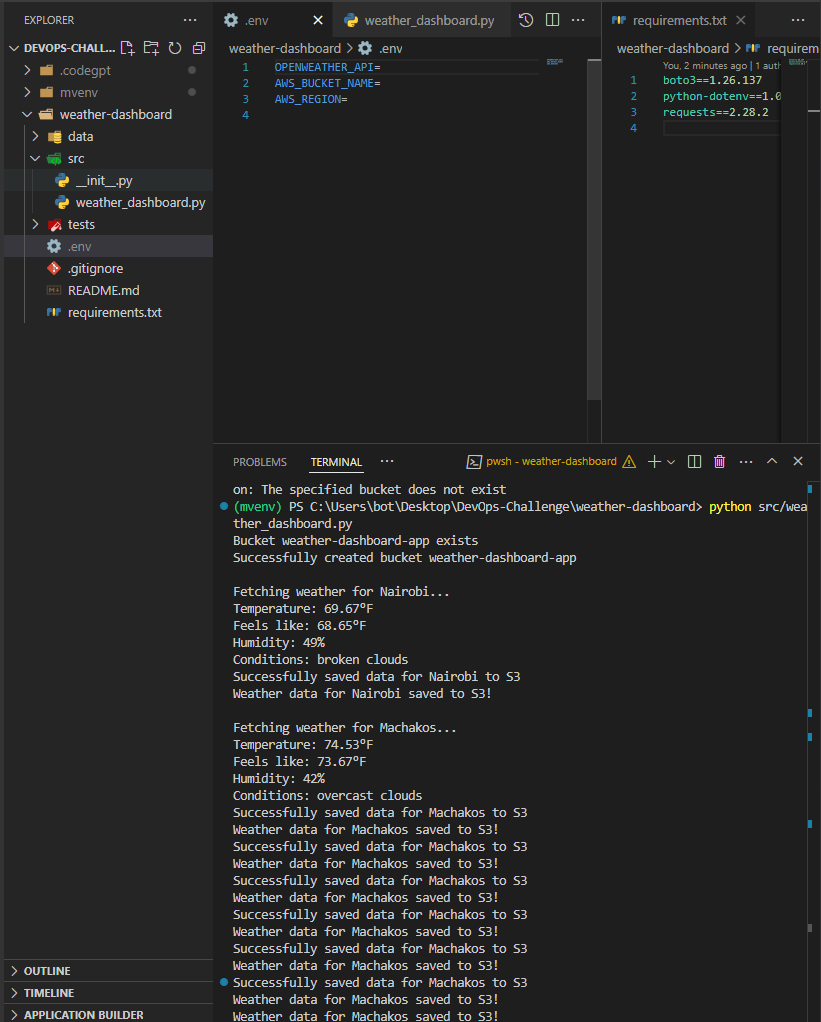 EXPLORER
DEVOPS-CHALL...
.codegpt
mvenv
weather-dashboard
data
src
__init__.py
weather_dashboard.py
tests
.env
.gitignore
README.md
requirements.txt
OUTLINE
TIMELINE
APPLICATION BUILDER
.env
weather_dashboard.py
weather-dashboard > .env
1 OPENWEATHER_API=
2 AWS_BUCKET_NAME=
3 AWS_REGION=
4
requirements.txt
weather-dashboard > requirem
You, 2 minutes ago | 1 auth
1 boto3==1.26.137
2 python-dotenv==1.0
3 requests==2.28.2
4
PROBLEMS TERMINAL
pwsh - weather-dashboard
on: The specified bucket does not exist
(mvenv) PS C:\Users\bot\Desktop\DevOps-Challenge\weather-dashboard> python src/wea
ther_dashboard.py
Bucket weather-dashboard-app exists
Successfully created bucket weather-dashboard-app
Fetching weather for Nairobi...
Temperature: 69.67°F
Feels like: 68.65°F
Humidity: 49%
Conditions: broken clouds
Successfully saved data for Nairobi to S3
Weather data for Nairobi saved to S3!
Fetching weather for Machakos...
Temperature: 74.53°F
Feels like: 73.67°F
Humidity: 42%
Conditions: overcast clouds
Successfully saved data for Machakos to S3
Weather data for Machakos saved to S3!
Successfully saved data for Machakos to S3
Weather data for Machakos saved to S3!
Successfully saved data for Machakos to S3
Weather data for Machakos saved to S3!
Successfully saved data for Machakos to S3
Weather data for Machakos saved to S3!
Successfully saved data for Machakos to S3
Weather data for Machakos saved to S3!
Successfully saved data for Machakos to S3
Weather data for Machakos saved to S3!
Weather data for Machakos saved to S3!